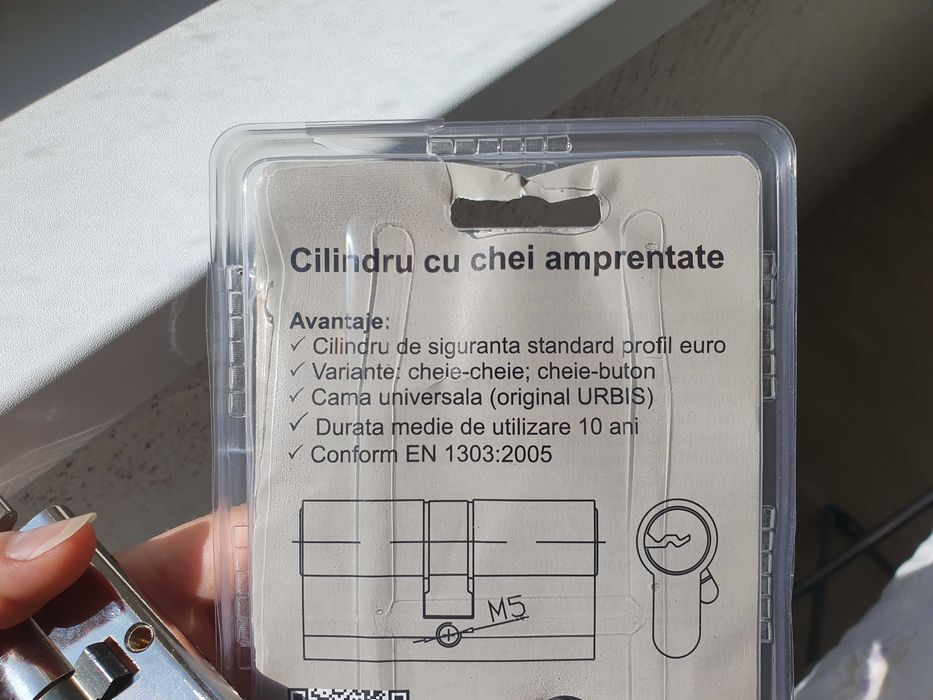 Cilindru cu chei amprentate
Avantaje:
✓ Cilindru de siguranta standard profil euro
✓ Variante: cheie-cheie; cheie-buton
✓ Cama universala (original URBIS)
✓ Durata medie de utilizare 10 ani
✓ Conform EN 1303:2005
M5